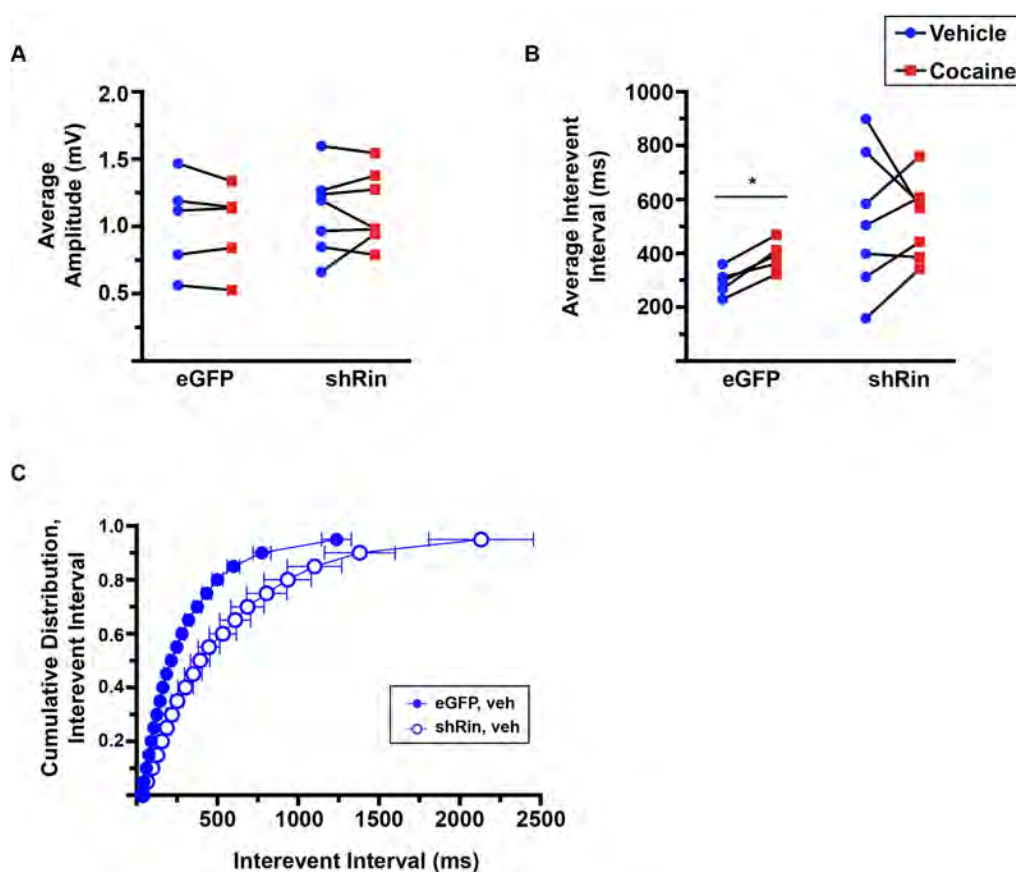 A
Average
Amplitude (mV)
2.0
1.5
1.0
0.5
eGFP
shRin
B
Vehicle
Cocaine
Average Interevent
Interval (ms)
1000
800
600
400
200
*
eGFP
shRin
C
Cumulative Distribution,
Interevent Interval
1.0
0.8
0.6
0.4
0.2
eGFP, veh
shRin, veh
500
1000
1500
2000
2500
Interevent Interval (ms)